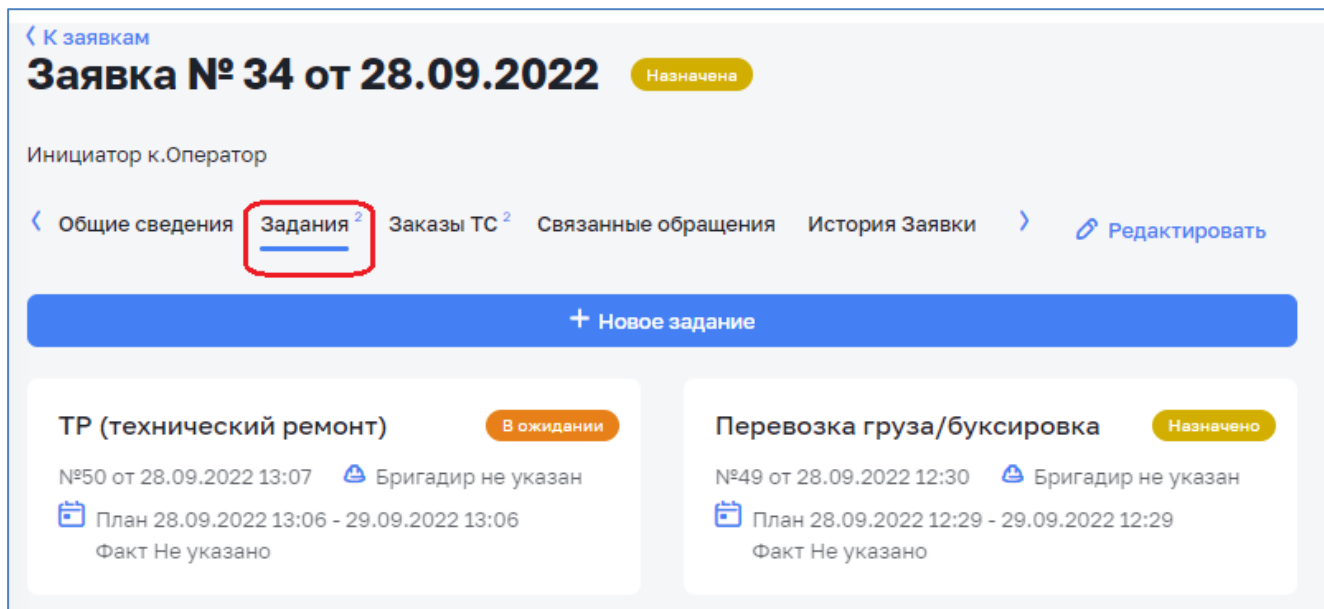 К заявкам
Заявка № 34 от 28.09.2022 Назначена
Инициатор к.Оператор
Общие сведения Задания 2 Заказы ТС 2 Связанные обращения История Заявки Редактировать
+ Новое задание
ТР (технический ремонт) В ожидании
№50 от 28.09.2022 13:07 Бригадир не указан
План 28.09.2022 13:06 - 29.09.2022 13:06
Факт Не указано
Перевозка груза/буксировка Назначено
№49 от 28.09.2022 12:30 Бригадир не указан
План 28.09.2022 12:29 - 29.09.2022 12:29
Факт Не указано